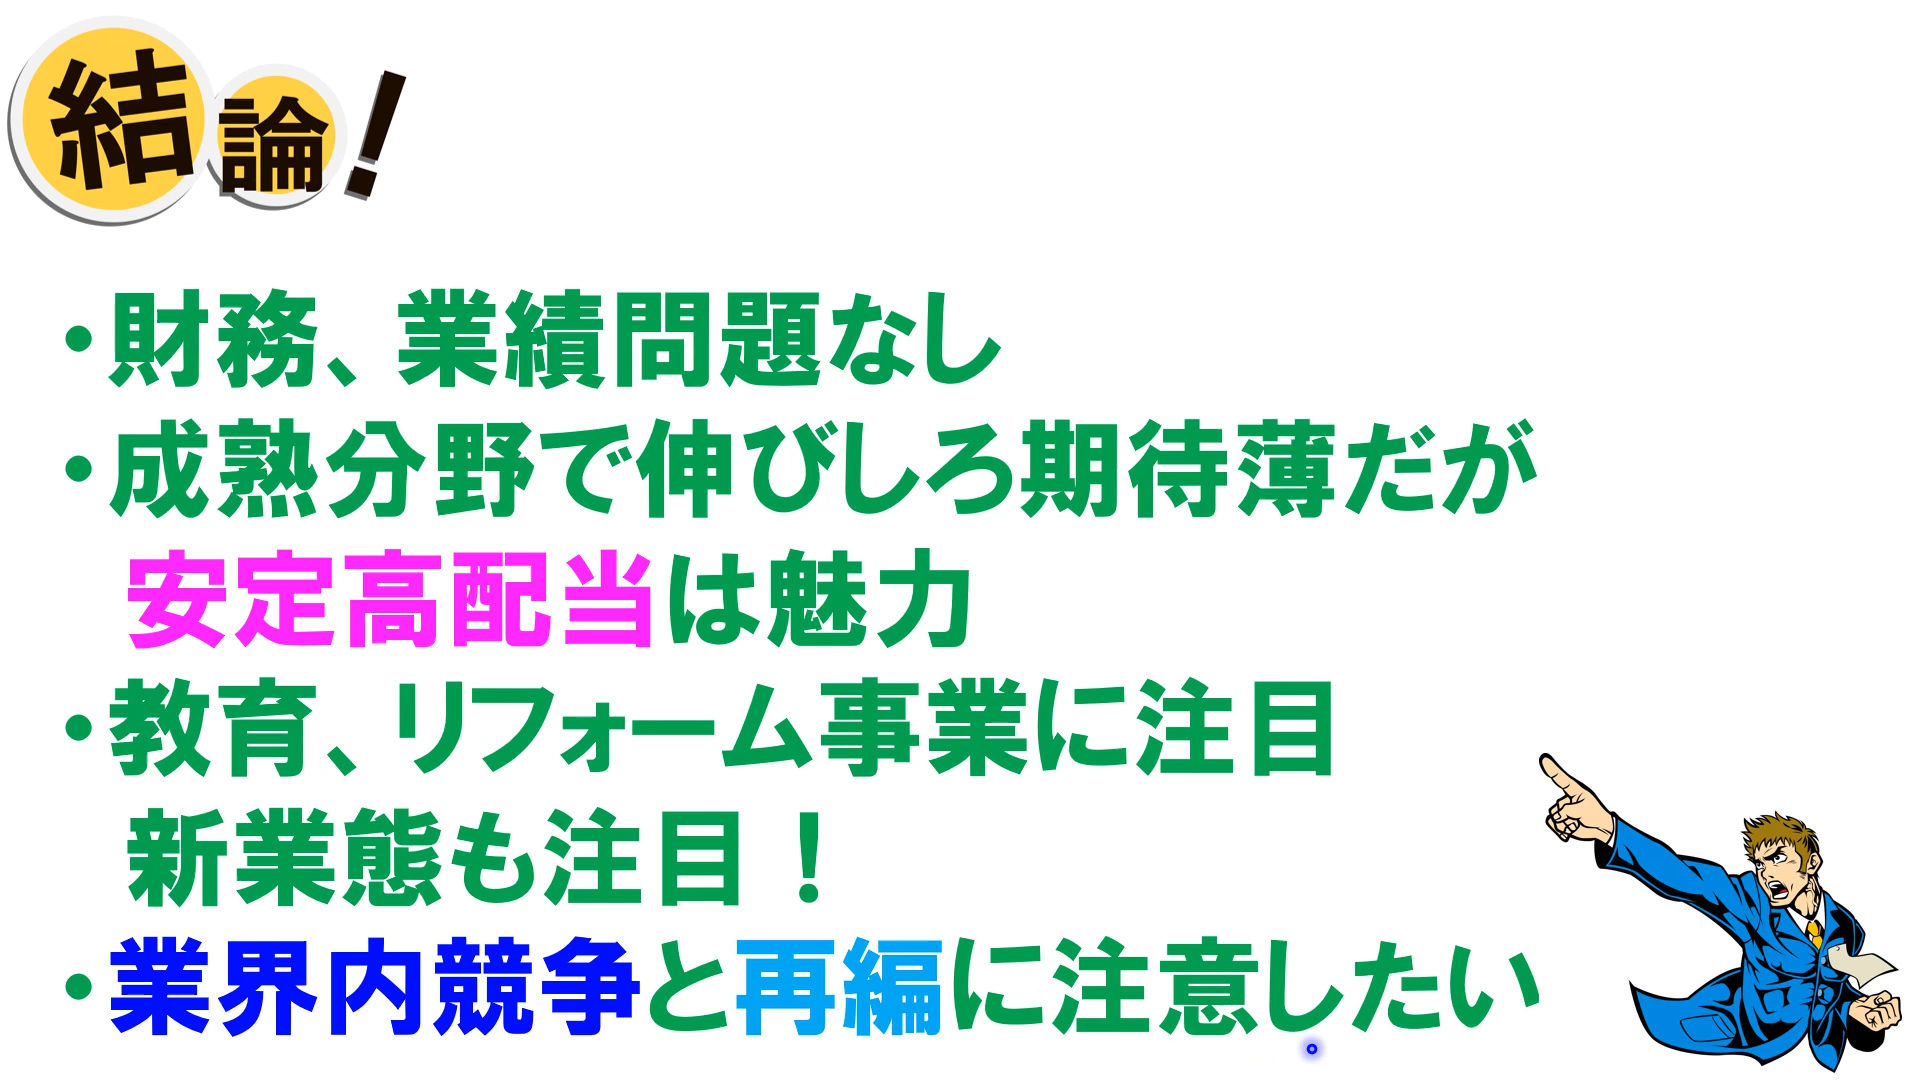 結論!
・財務、業績問題なし
・成熟分野で伸びしろ期待薄だが
安定高配当は魅力
・教育、リフォーム事業に注目
新業態も注目！
・業界内競争と再編に注意したい